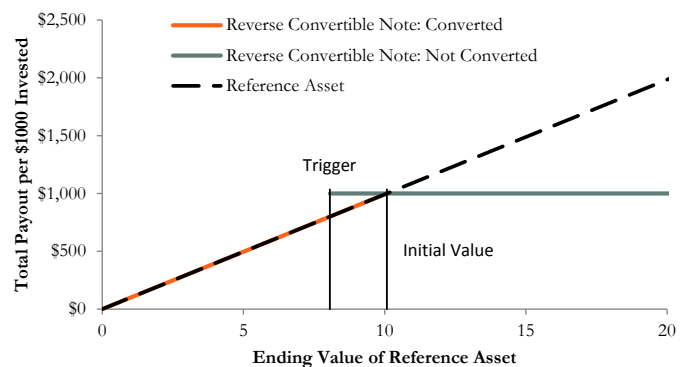 $2,500
$2,000
$1,500
$1,000
$500
$0
Total Payout per $1000 Invested
Reverse Convertible Note: Converted
Reverse Convertible Note: Not Converted
Reference Asset
Trigger
Initial Value
0 5 10 15 20
Ending Value of Reference Asset